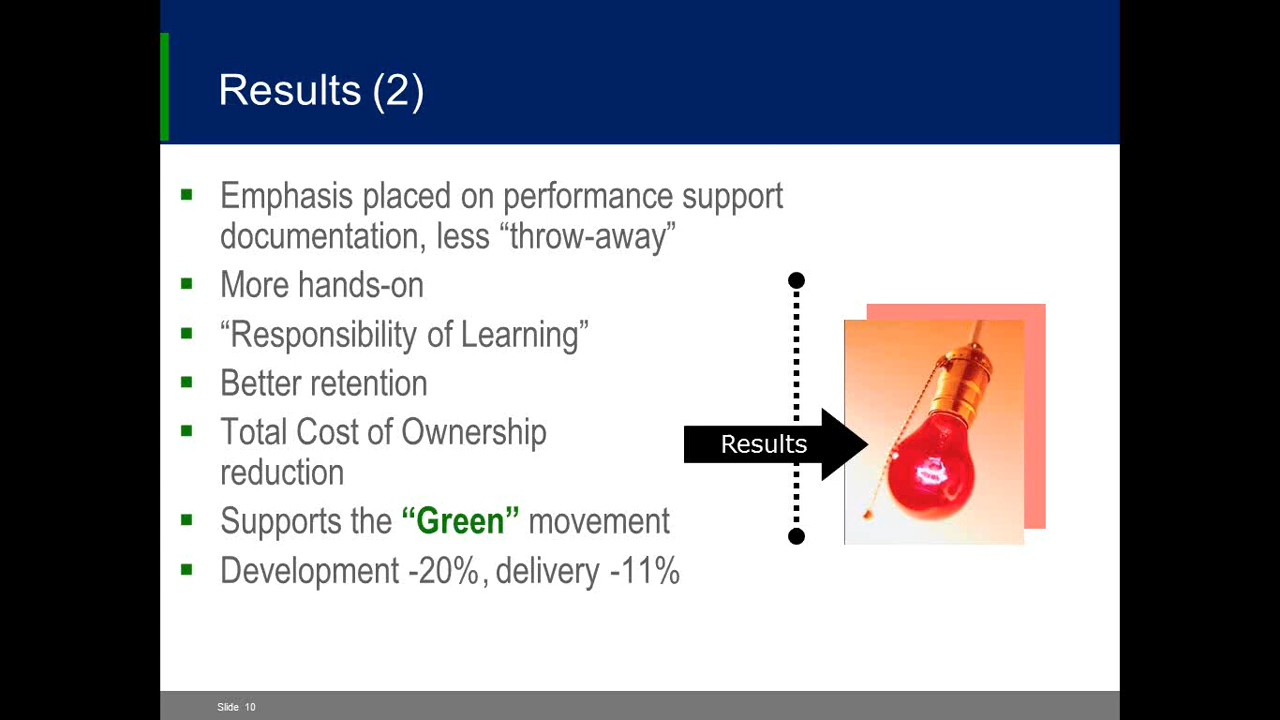 Results (2)
Emphasis placed on performance support
documentation, less “throw-away”
More hands-on
“Responsibility of Learning”
Better retention
Total Cost of Ownership
reduction
Results
Supports the “Green” movement
Development -20%, delivery -11%
Slide 10